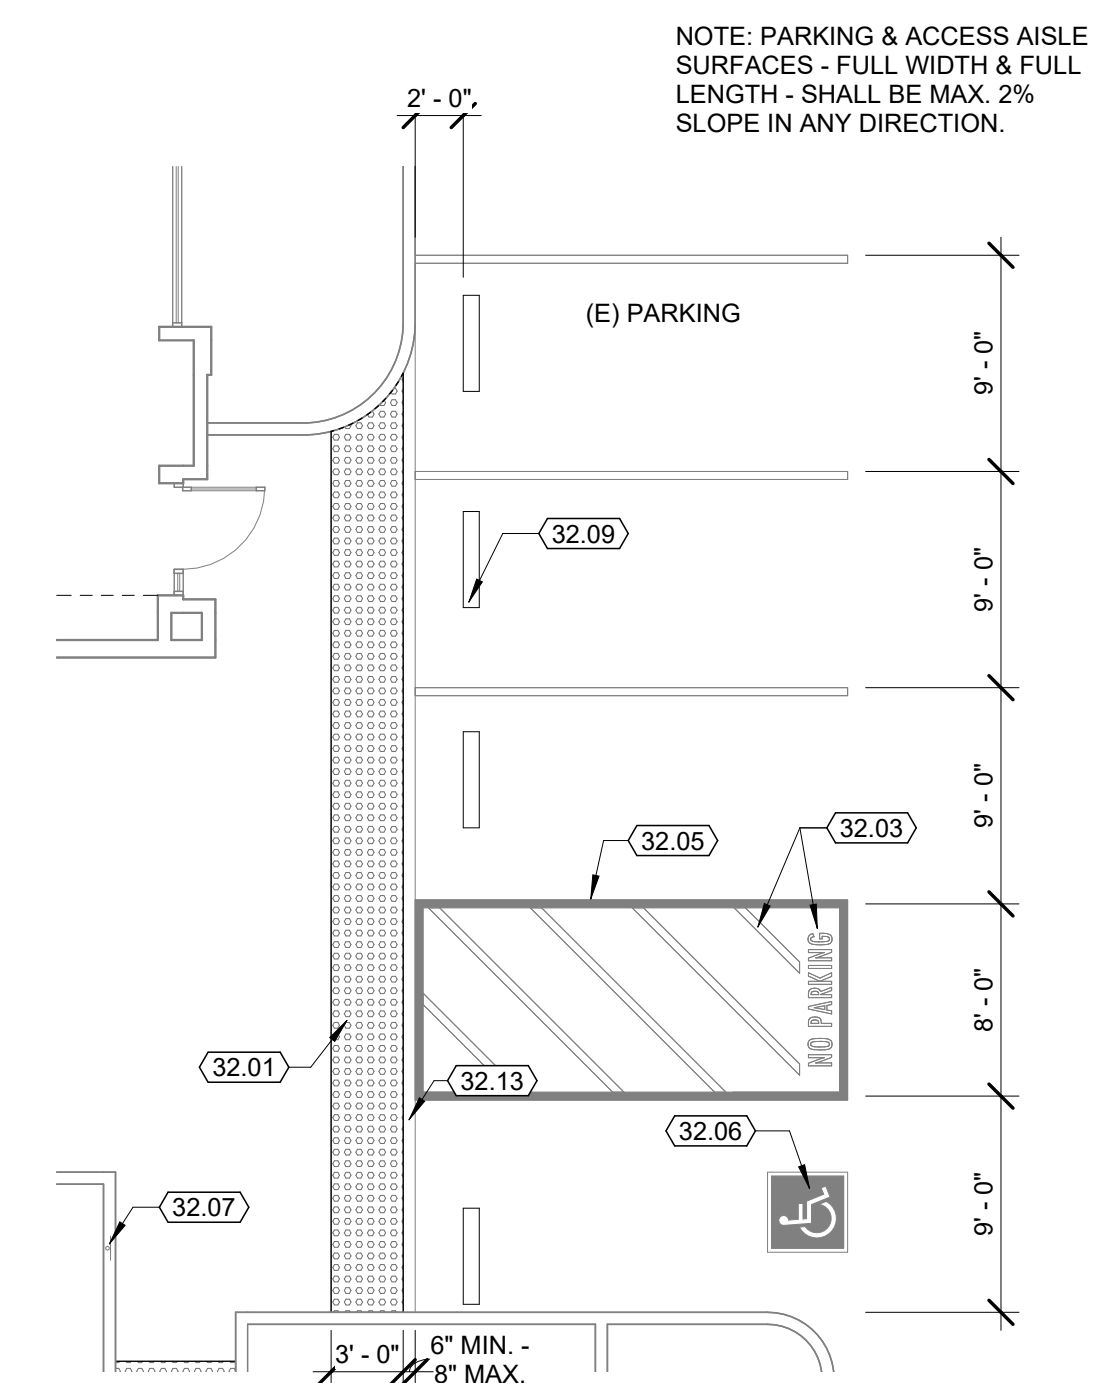 NOTE: PARKING & ACCESS AISLE
SURFACES - FULL WIDTH & FULL
LENGTH - SHALL BE MAX. 2%
SLOPE IN ANY DIRECTION.
2' - 0"
(E) PARKING
9' - 0"
32.09
9' - 0"
9' - 0"
32.03
32.05
NO PARKING
8' - 0"
32.01
32.13
32.06
32.07
9' - 0"
3' - 0"
6" MIN. -
8" MAX.